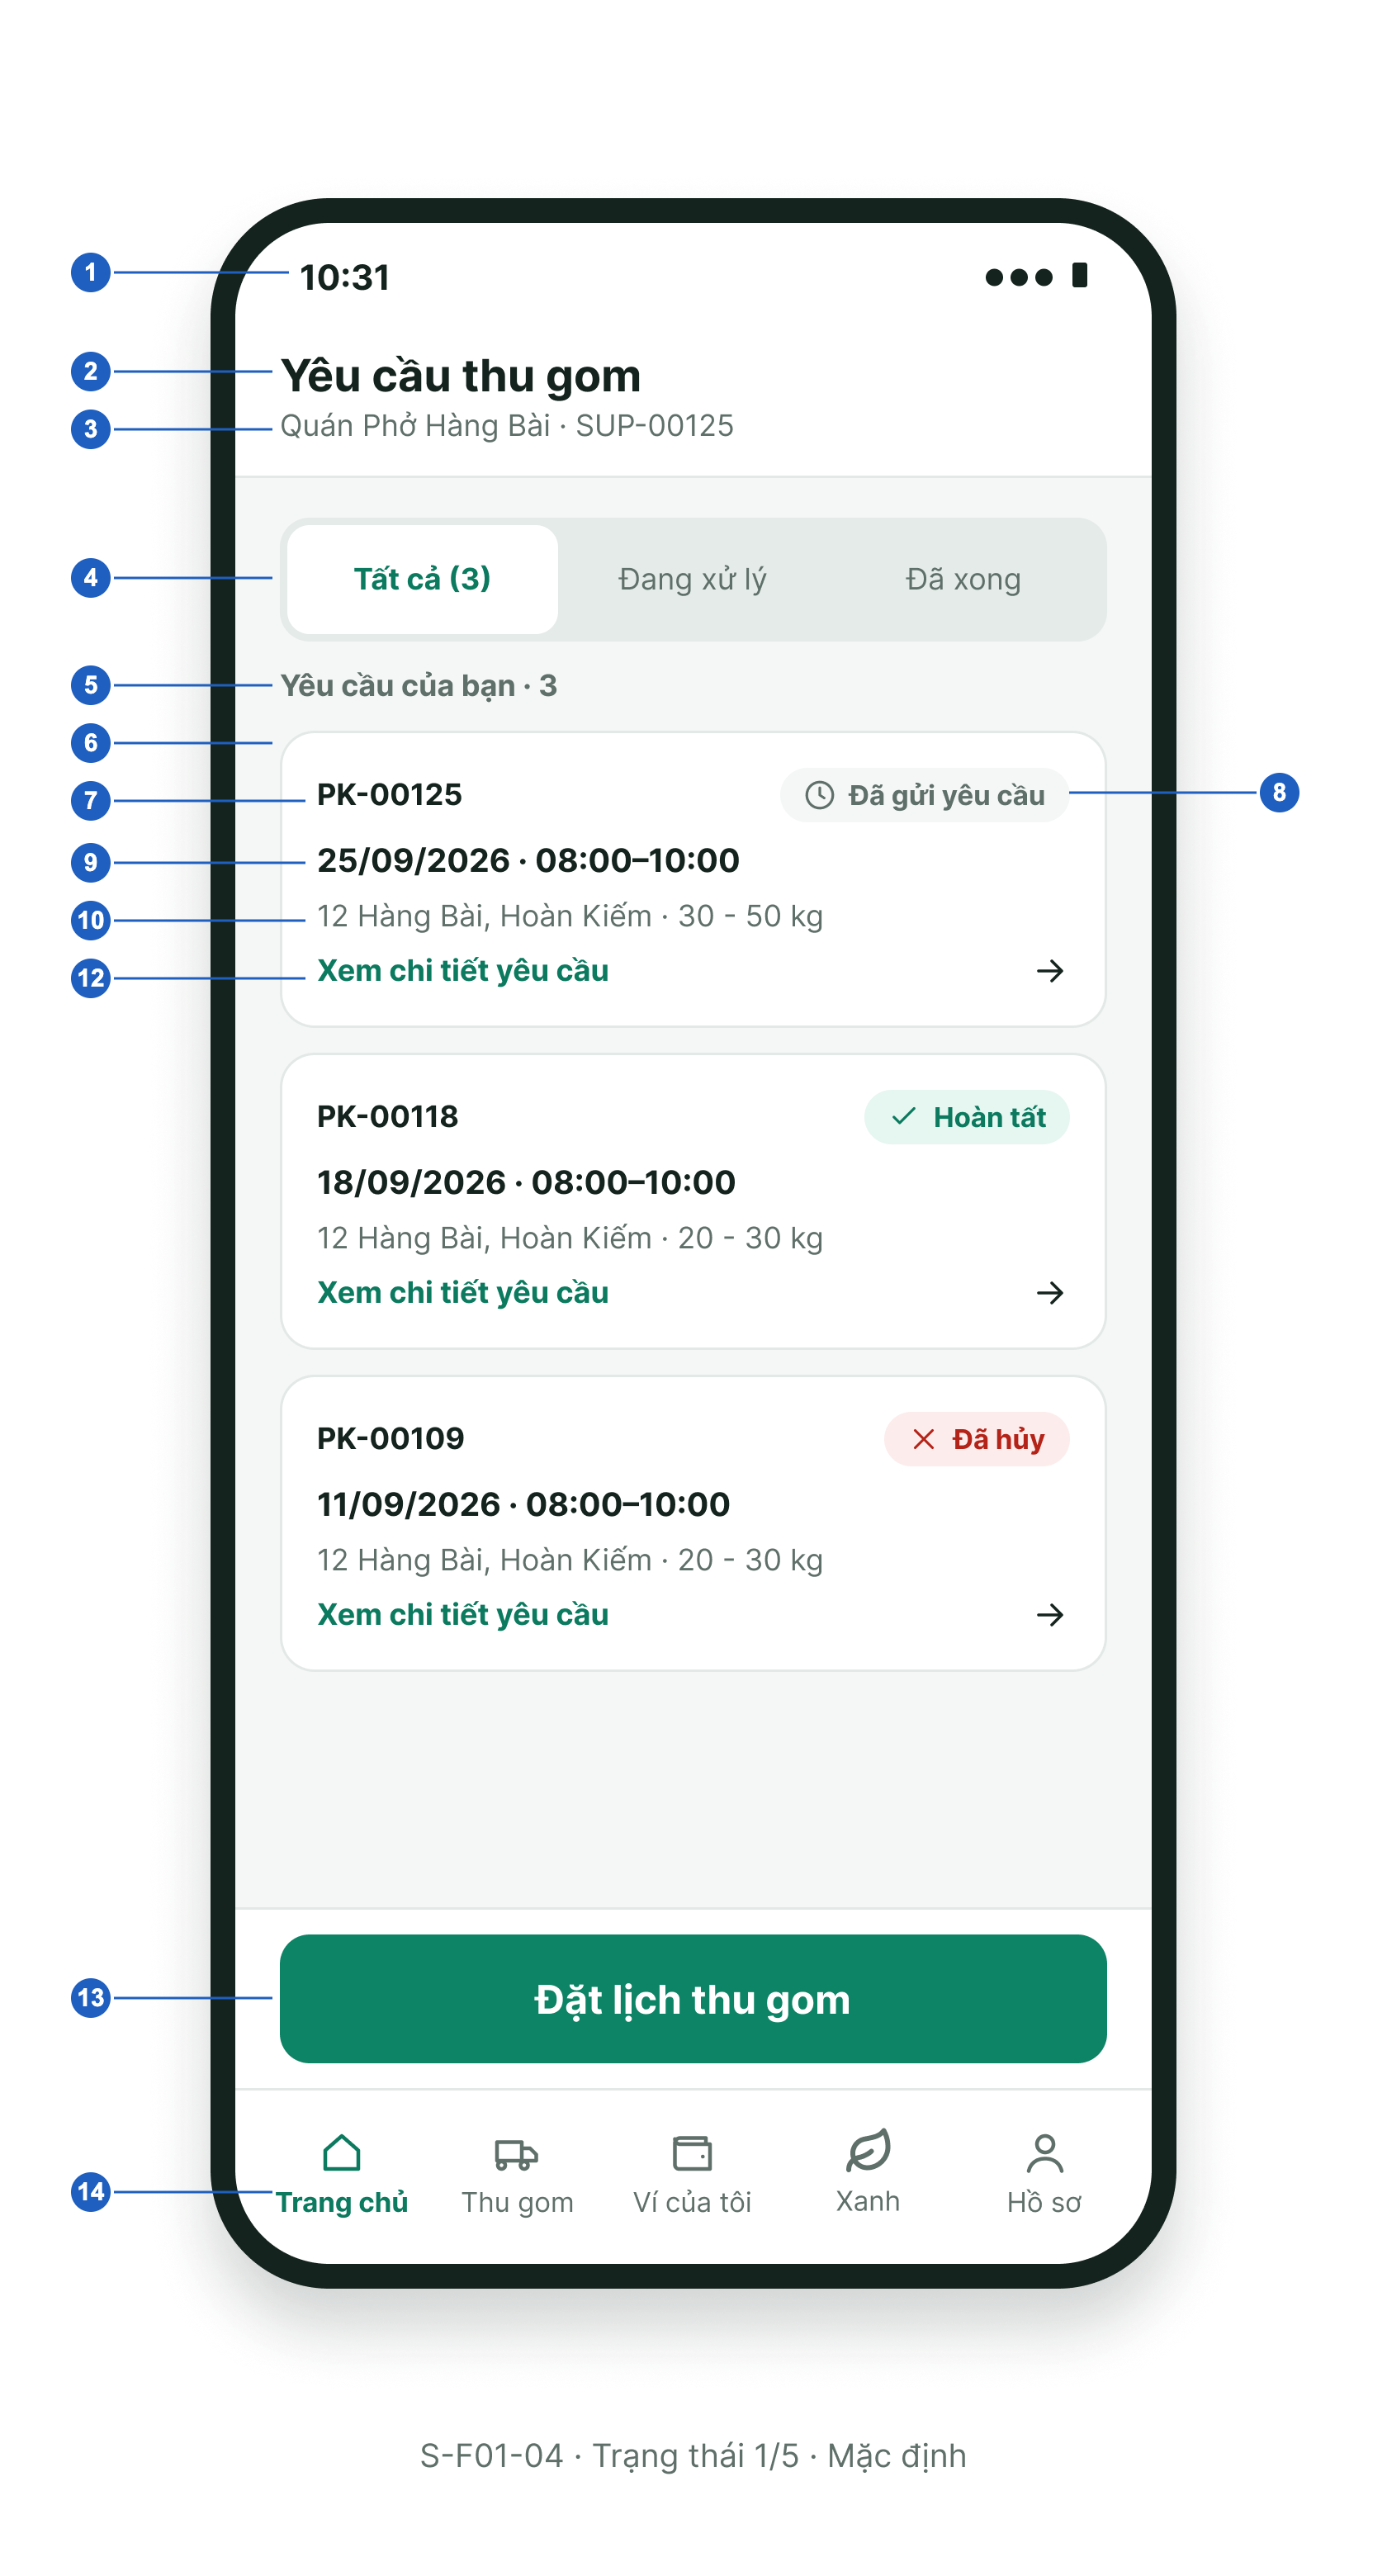 1 10:31
2 Yêu cầu thu gom
3 Quán Phở Hàng Bài · SUP-00125
4 Tất cả (3) Đang xử lý Đã xong
5 Yêu cầu của bạn · 3
6
7 PK-00125 Đã gửi yêu cầu 8
9 25/09/2026 · 08:00–10:00
10 12 Hàng Bài, Hoàn Kiếm · 30 - 50 kg
12 Xem chi tiết yêu cầu →
PK-00118 Hoàn tất
18/09/2026 · 08:00–10:00
12 Hàng Bài, Hoàn Kiếm · 20 - 30 kg
Xem chi tiết yêu cầu →
PK-00109 Đã hủy
11/09/2026 · 08:00–10:00
12 Hàng Bài, Hoàn Kiếm · 20 - 30 kg
Xem chi tiết yêu cầu →
13 Đặt lịch thu gom
14 Trang chủ Thu gom Ví của tôi Xanh Hồ sơ
S-F01-04 · Trạng thái 1/5 · Mặc định